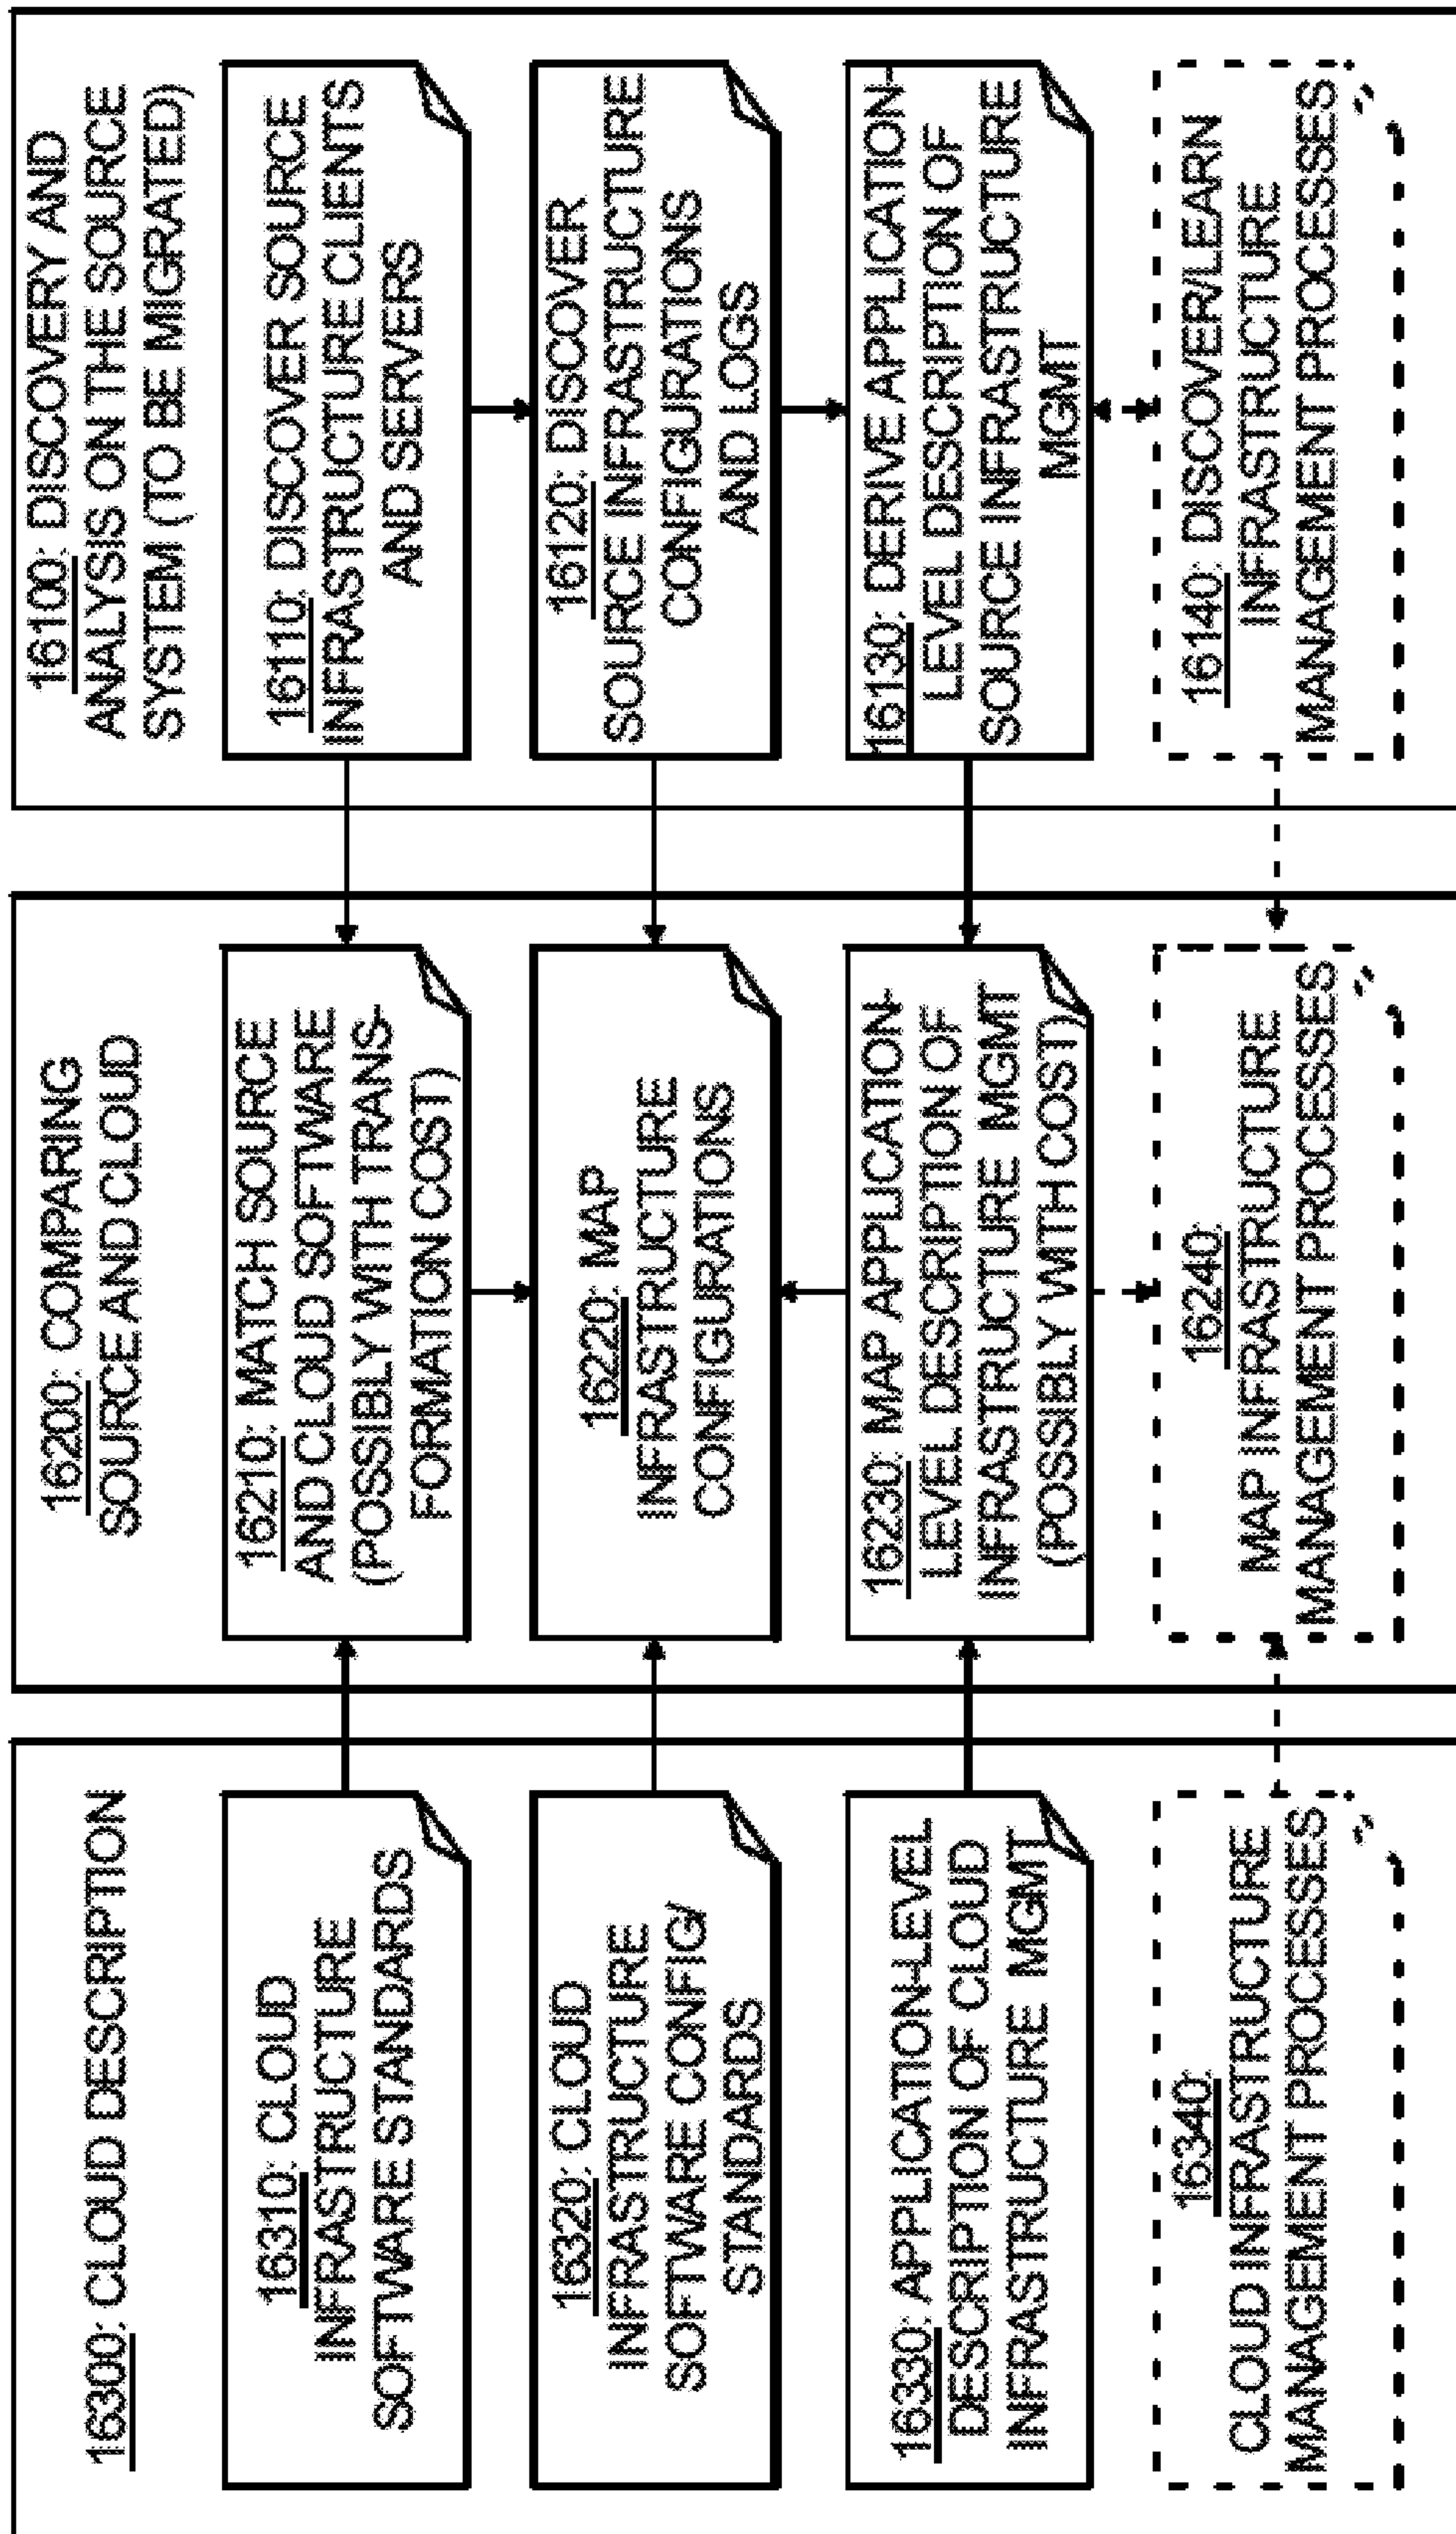 16300: CLOUD DESCRIPTION
16310: CLOUD
INFRASTRUCTURE
SOFTWARE STANDARDS
16320: CLOUD
INFRASTRUCTURE
SOFTWARE CONFIG/
STANDARDS
16330: APPLICATION-LEVEL
DESCRIPTION OF CLOUD
INFRASTRUCTURE MGMT
16340:
CLOUD INFRASTRUCTURE
MANAGEMENT PROCESSES
16200: COMPARING
SOURCE AND CLOUD
16210: MATCH SOURCE
AND CLOUD SOFTWARE
(POSSIBLY WITH TRANS-
FORMATION COST)
16220: MAP
INFRASTRUCTURE
CONFIGURATIONS
16230: MAP APPLICATION-
LEVEL DESCRIPTION OF
INFRASTRUCTURE MGMT
(POSSIBLY WITH COST)
16240:
MAP INFRASTRUCTURE
MANAGEMENT PROCESSES
16100: DISCOVERY AND
ANALYSIS ON THE SOURCE
SYSTEM (TO BE MIGRATED)
16110: DISCOVER SOURCE
INFRASTRUCTURE CLIENTS
AND SERVERS
16120: DISCOVER
SOURCE INFRASTRUCTURE
CONFIGURATIONS
AND LOGS
16130: DERIVE APPLICATION-
LEVEL DESCRIPTION OF
SOURCE INFRASTRUCTURE
MGMT
16140: DISCOVER/LEARN
INFRASTRUCTURE
MANAGEMENT PROCESSES